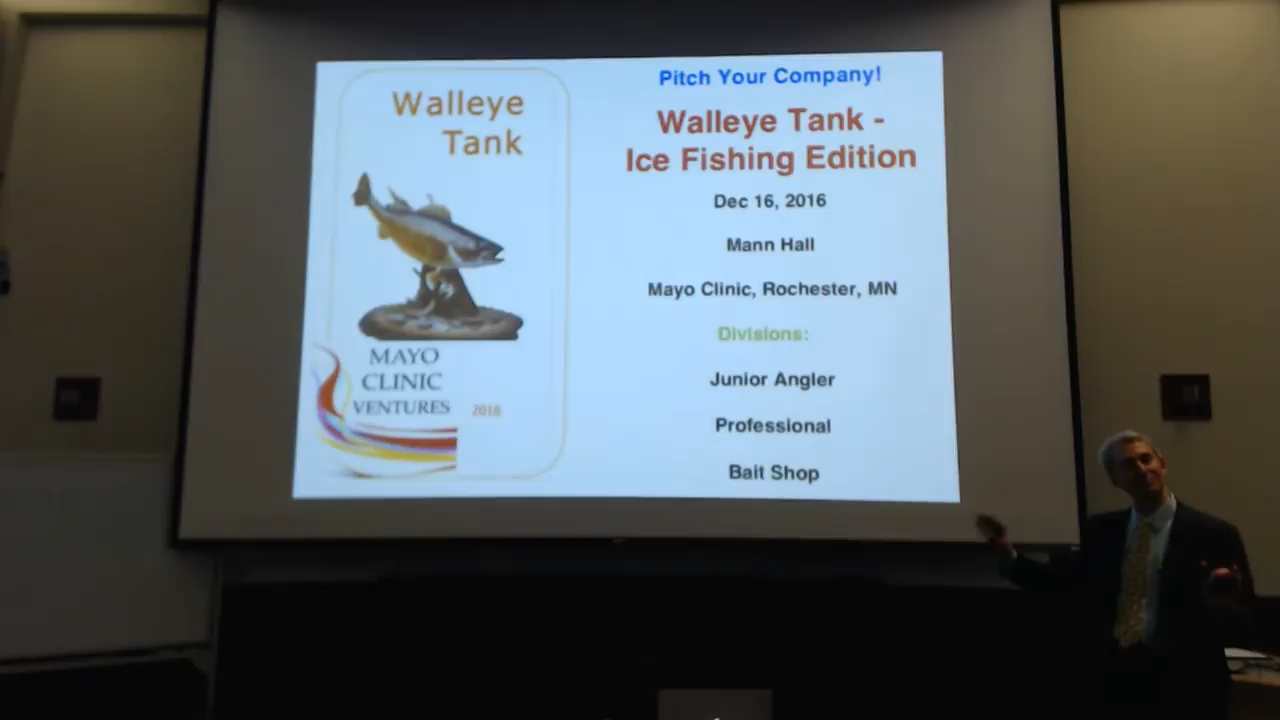 Walleye
Tank
MAYO
CLINIC
VENTURES
2016
Pitch Your Company!
Walleye Tank -
Ice Fishing Edition
Dec 16, 2016
Mann Hall
Mayo Clinic, Rochester, MN
Divisions:
Junior Angler
Professional
Bait Shop